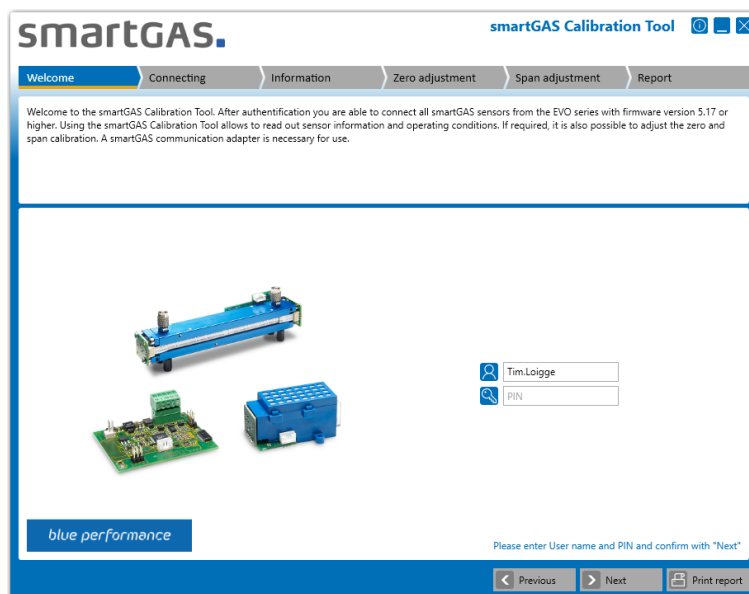 smartGAS.
smartGAS Calibration Tool
Welcome
Connecting
Information
Zero adjustment
Span adjustment
Report
Welcome to the smartGAS Calibration Tool. After authentification you are able to connect all smartGAS sensors from the EVO series with firmware version 5.17 or
higher. Using the smartGAS Calibration Tool allows to read out sensor information and operating conditions. If required, it is also possible to adjust the zero and
span calibration. A smartGAS communication adapter is necessary for use.
Tim.Loigge
PIN
blue performance
Please enter User name and PIN and confirm with "Next"
Previous
Next
Print report